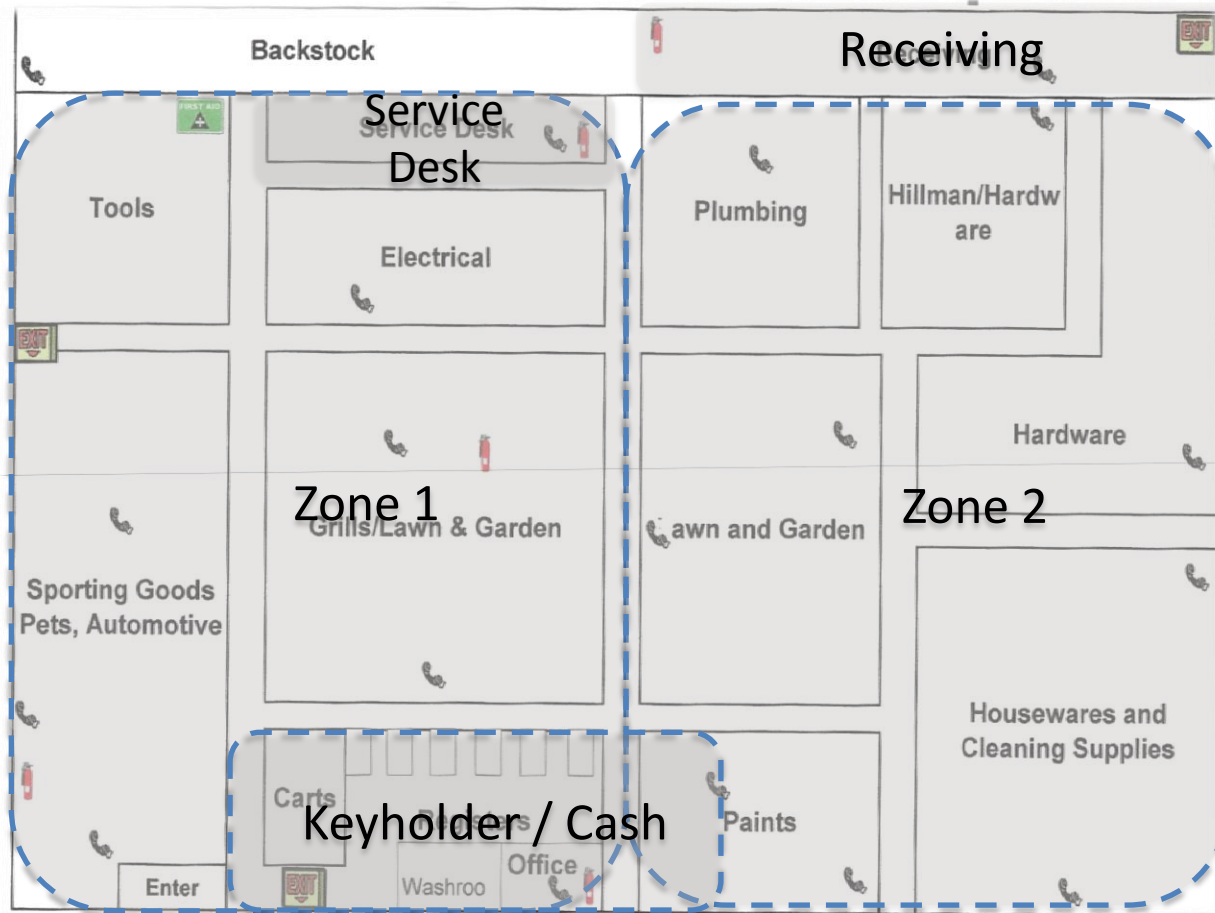 Backstock
Receiving
Receiving
EXIT
FIRST AID
Service
Desk
Service Desk
Tools
Electrical
Plumbing
Hillman/Hardw
are
EXIT
Hardware
Zone 1
Zone 2
Grills/Lawn & Garden
awn and Garden
Sporting Goods
Pets, Automotive
Housewares and
Cleaning Supplies
Carts
Keyholder / Cash
Registers
Paints
Office
Enter
EXIT
Washroo